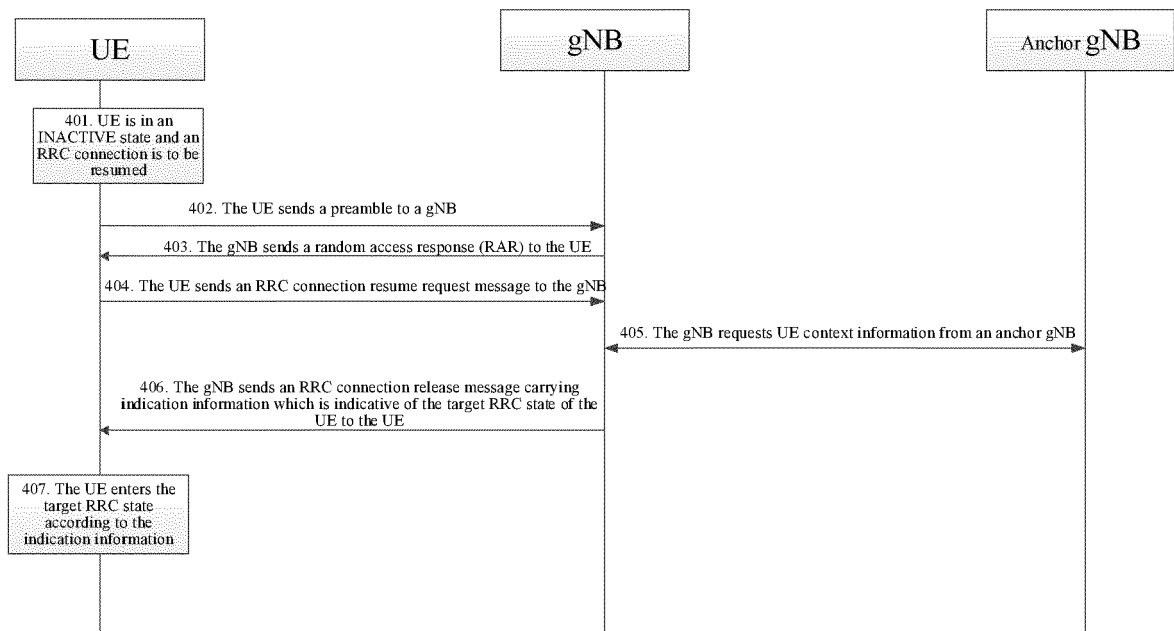 UE
gNB
Anchor gNB
401. UE is in an
INACTIVE state and an
RRC connection is to be
resumed
402. The UE sends a preamble to a gNB
403. The gNB sends a random access response (RAR) to the UE
404. The UE sends an RRC connection resume request message to the gNB
405. The gNB requests UE context information from an anchor gNB
406. The gNB sends an RRC connection release message carrying
indication information which is indicative of the target RRC state of the
UE to the UE
407. The UE enters the
target RRC state
according to the
indication information